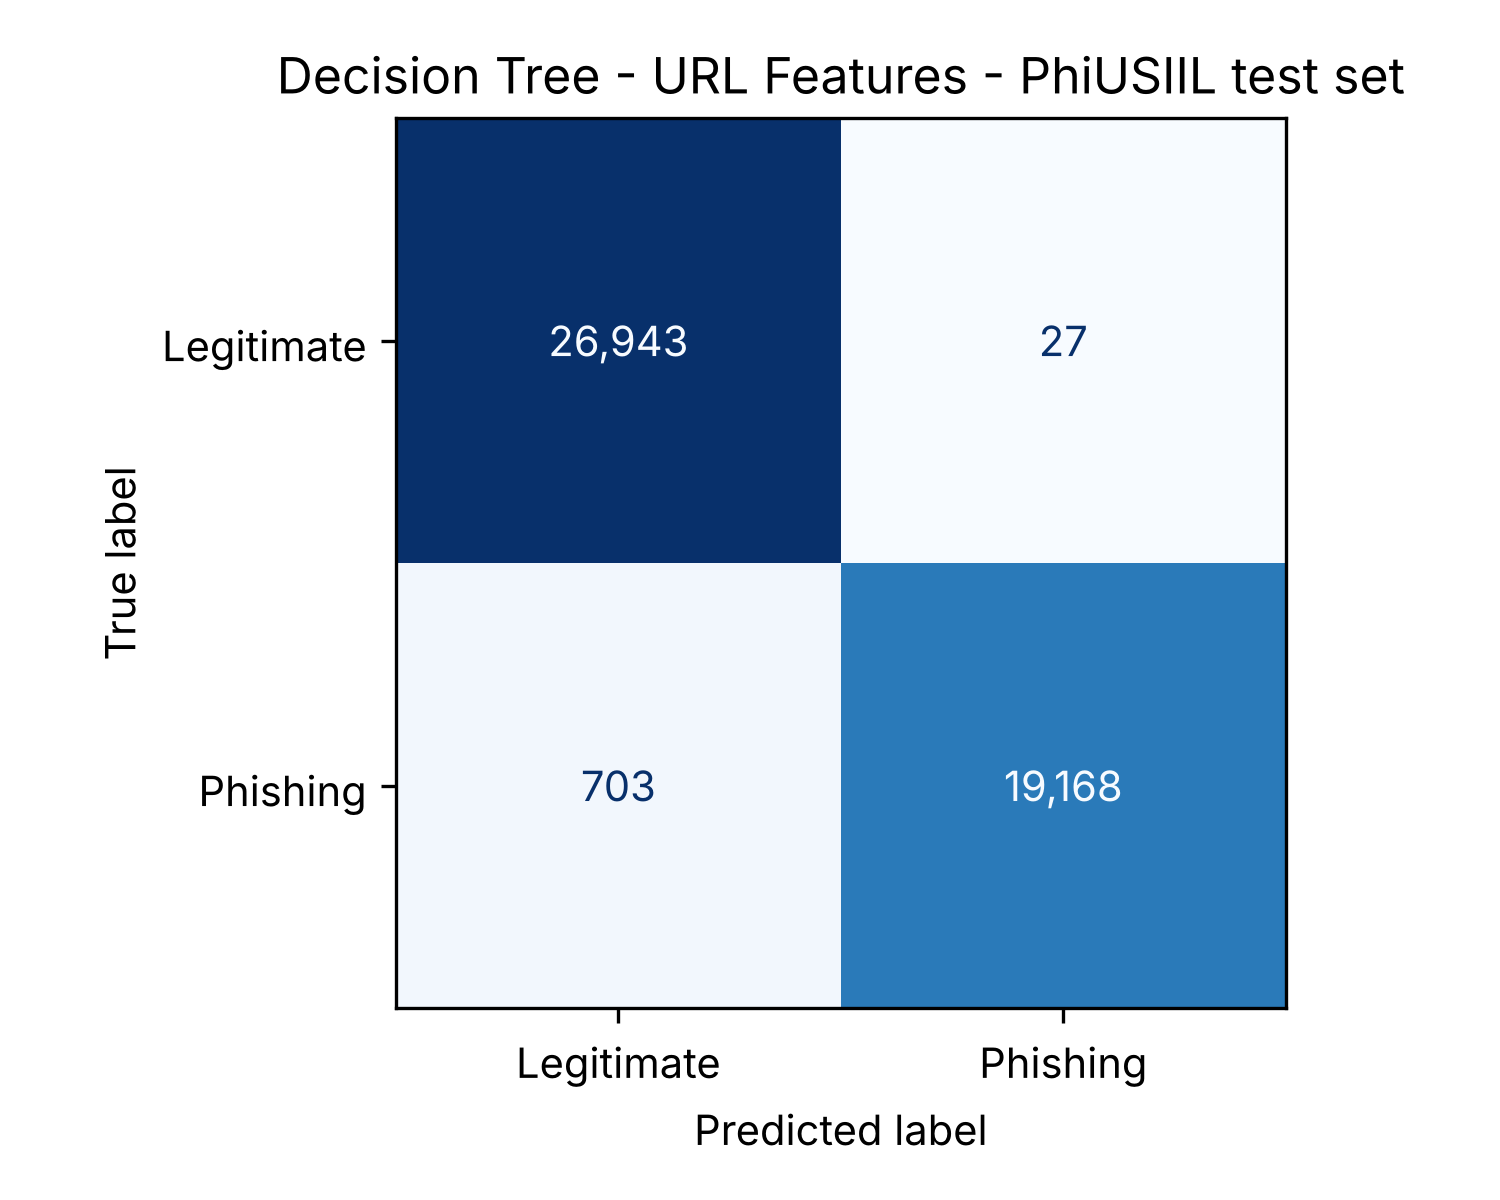 Decision Tree - URL Features - PhiUSIIL test set
Legitimate
26,943
27
True label
Phishing
703
19,168
Legitimate
Phishing
Predicted label